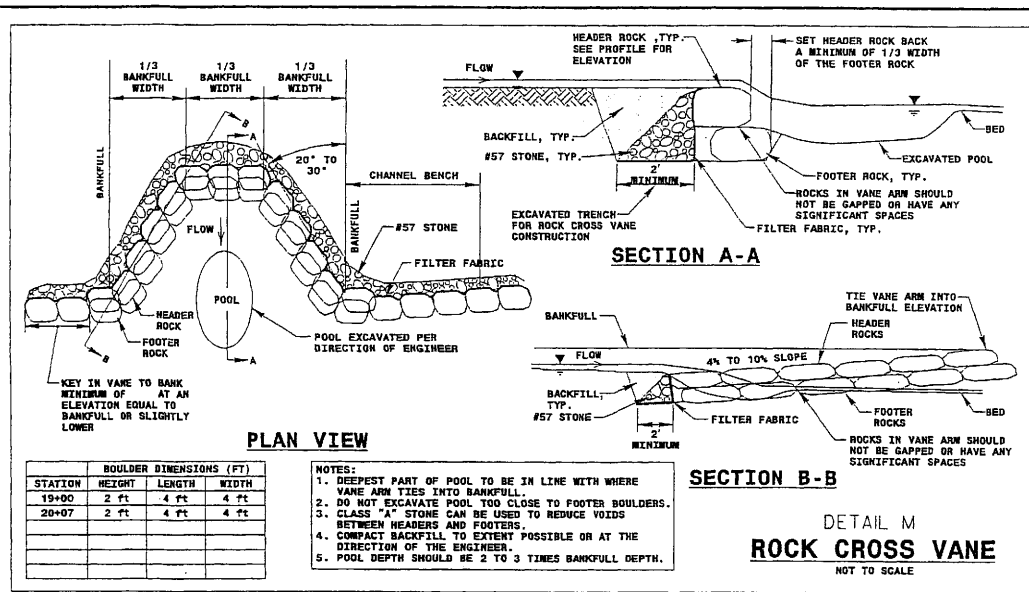 1/3
BANKFULL
WIDTH
1/3
BANKFULL
WIDTH
1/3
BANKFULL
WIDTH
B
A
20° TO
30°
BANKFULL
BANKFULL
CHANNEL BENCH
FLOW
#57 STONE
FILTER FABRIC
POOL
HEADER
ROCK
FOOTER
ROCK
B
A
POOL EXCAVATED PER
DIRECTION OF ENGINEER
KEY IN VANE TO BANK
MINIMUM OF AT AN
ELEVATION EQUAL TO
BANKFULL OR SLIGHTLY
LOWER
PLAN VIEW
HEADER ROCK ,TYP.
SEE PROFILE FOR
ELEVATION
SET HEADER ROCK BACK
A MINIMUM OF 1/3 WIDTH
OF THE FOOTER ROCK
FLOW
BACKFILL, TYP.
#57 STONE, TYP.
2'
MINIMUM
BED
EXCAVATED POOL
FOOTER ROCK, TYP.
ROCKS IN VANE ARM SHOULD
NOT BE GAPPED OR HAVE ANY
SIGNIFICANT SPACES
FILTER FABRIC, TYP.
EXCAVATED TRENCH
FOR ROCK CROSS VANE
CONSTRUCTION
SECTION A-A
TIE VANE ARM INTO
BANKFULL ELEVATION
HEADER
ROCKS
BANKFULL
FLOW
4% TO 10% SLOPE
BACKFILL,
TYP.
#57 STONE
2'
MINIMUM
FILTER FABRIC
FOOTER
ROCKS
BED
ROCKS IN VANE ARM SHOULD
NOT BE GAPPED OR HAVE ANY
SIGNIFICANT SPACES
SECTION B-B
BOULDER DIMENSIONS (FT)
STATION HEIGHT LENGTH WIDTH
19+00 2 ft 4 ft 4 ft
20+07 2 ft 4 ft 4 ft
NOTES:
1. DEEPEST PART OF POOL TO BE IN LINE WITH WHERE
VANE ARM TIES INTO BANKFULL.
2. DO NOT EXCAVATE POOL TOO CLOSE TO FOOTER BOULDERS.
3. CLASS "A" STONE CAN BE USED TO REDUCE VOIDS
BETWEEN HEADERS AND FOOTERS.
4. COMPACT BACKFILL TO EXTENT POSSIBLE OR AT THE
DIRECTION OF THE ENGINEER.
5. POOL DEPTH SHOULD BE 2 TO 3 TIMES BANKFULL DEPTH.
DETAIL M
ROCK CROSS VANE
NOT TO SCALE